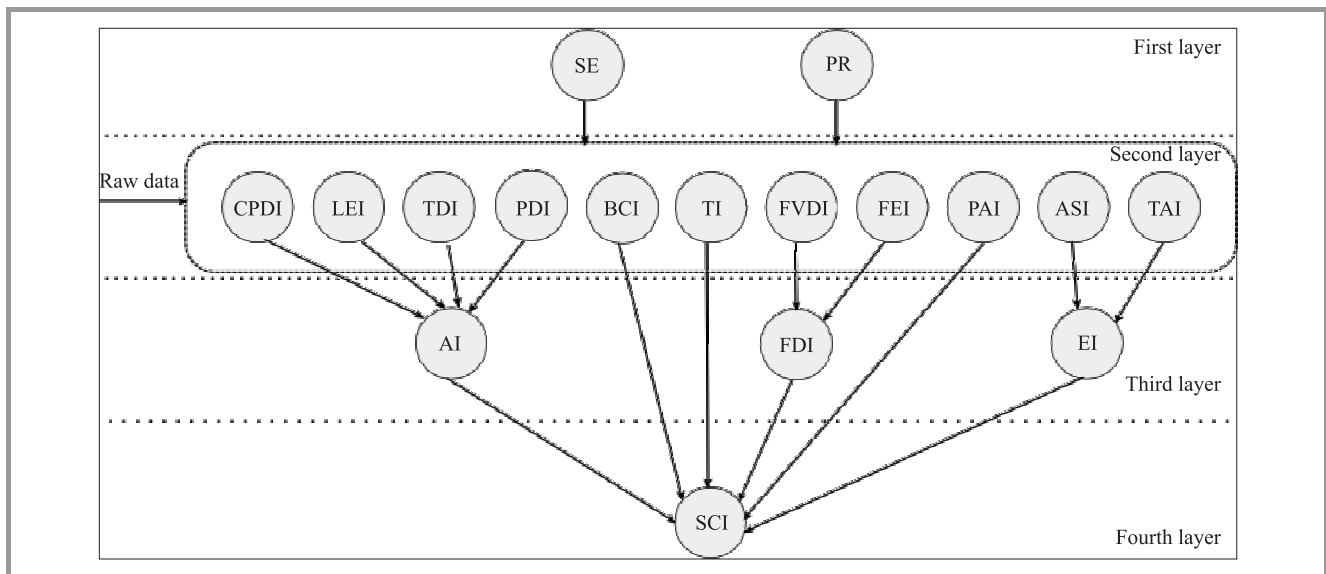 SE
PR
First layer
Second layer
Raw data
CPDI
LEI
TDI
PDI
BCI
TI
FVDI
FEI
PAI
ASI
TAI
AI
FDI
EI
Third layer
SCI
Fourth layer